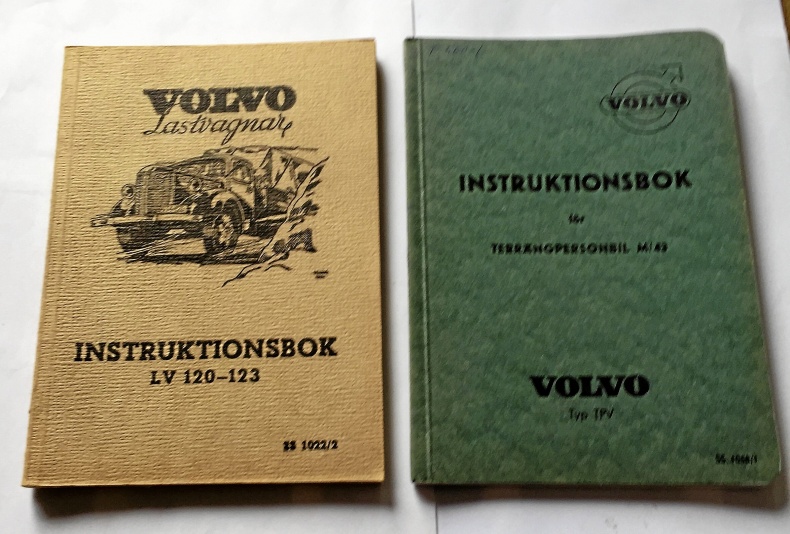 VOLVO
Lastvagnar
INSTRUKTIONSBOK
LV 120-123
SS 1022/2
VOLVO
INSTRUKTIONSBOK
för
TERRÄNGPERSONBIL M/43
VOLVO
Typ TPV